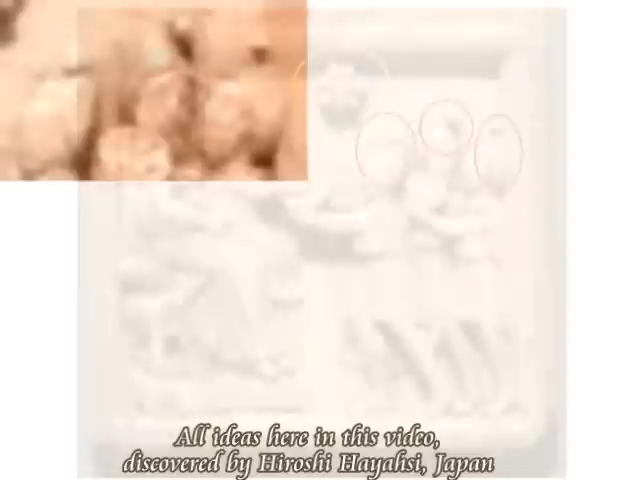 All ideas here in this video,
discovered by Hiroshi Hayahsi, Japan